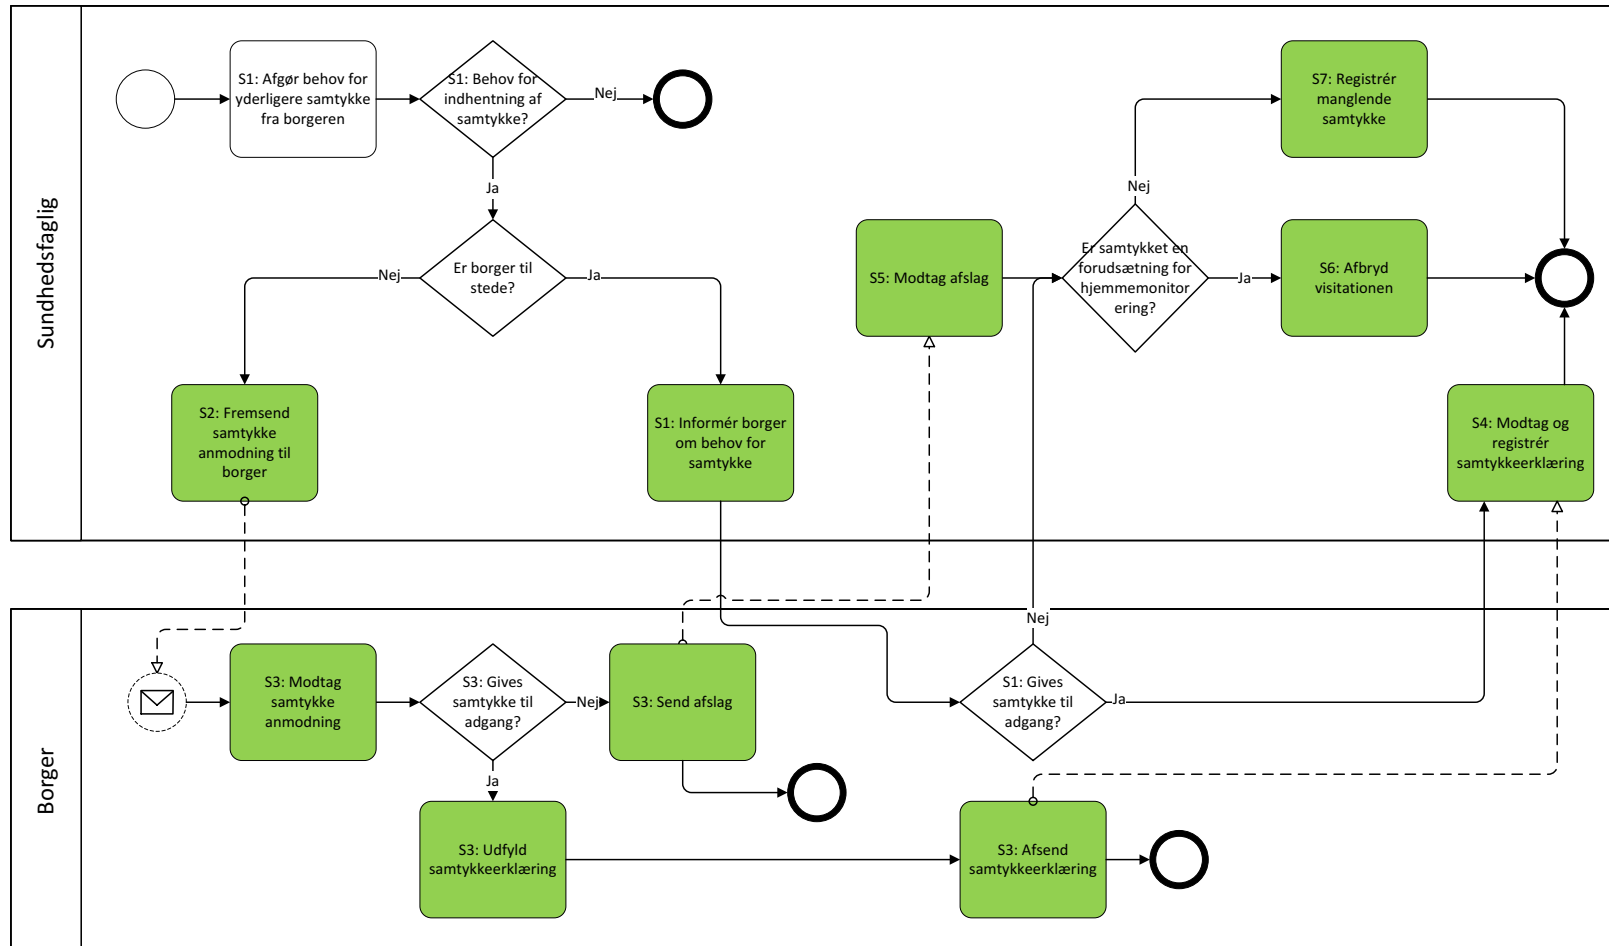 Sundhedsfaglig
S1: Afgør behov for
yderligere samtykke
fra borgeren
S1: Behov for
indhentning af
samtykke?
Nej
Ja
Er borger til
stede?
Nej
Ja
S2: Fremsend
samtykke
anmodning til
borger
S1: Informér borger
om behov for
samtykke
S5: Modtag afslag
Er samtykket en
forudsætning for
hjemmemonitor
ering?
Nej
Ja
S7: Registrér
manglende
samtykke
S6: Afbryd
visitationen
S4: Modtag og
registrér
samtykkeerklæring
Borger
S3: Modtag
samtykke
anmodning
S3: Gives
samtykke til
adgang?
Nej
Ja
S3: Send afslag
Nej
S1: Gives
samtykke til
adgang?
Ja
S3: Udfyld
samtykkeerklæring
S3: Afsend
samtykkeerklæring